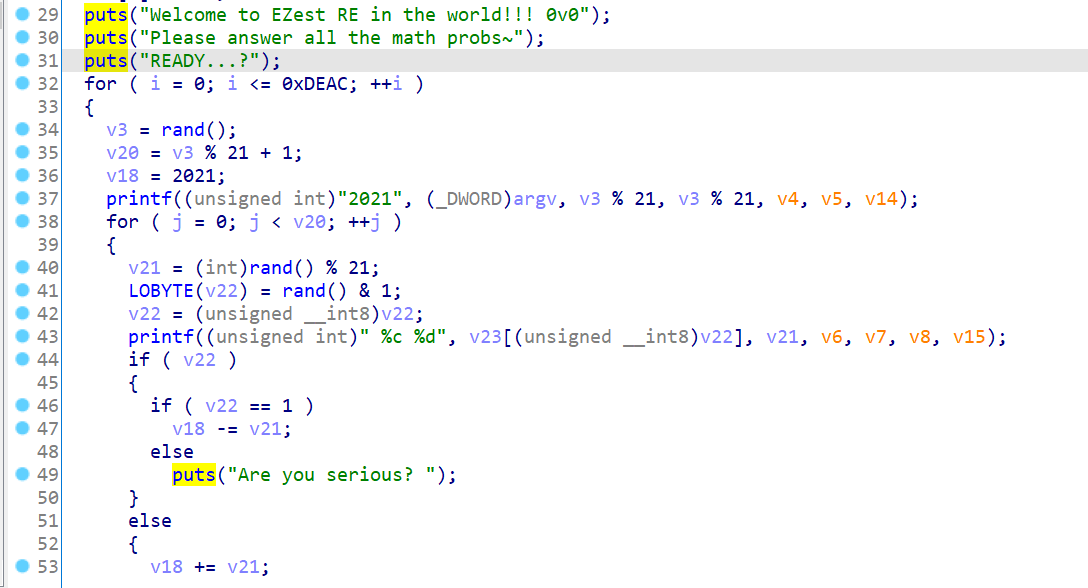 29 puts("Welcome to EZest RE in the world!!! 0v0");
30 puts("Please answer all the math probs~");
31 puts("READY...?");
32 for ( i = 0; i <= 0xDEAC; ++i )
33 {
34 v3 = rand();
35 v20 = v3 % 21 + 1;
36 v18 = 2021;
37 printf((unsigned int)"2021", (_DWORD)argv, v3 % 21, v3 % 21, v4, v5, v14);
38 for ( j = 0; j < v20; ++j )
39 {
40 v21 = (int)rand() % 21;
41 LOBYTE(v22) = rand() & 1;
42 v22 = (unsigned __int8)v22;
43 printf((unsigned int)" %c %d", v23[(unsigned __int8)v22], v21, v6, v7, v8, v15);
44 if ( v22 )
45 {
46 if ( v22 == 1 )
47 v18 -= v21;
48 else
49 puts("Are you serious? ");
50 }
51 else
52 {
53 v18 += v21;